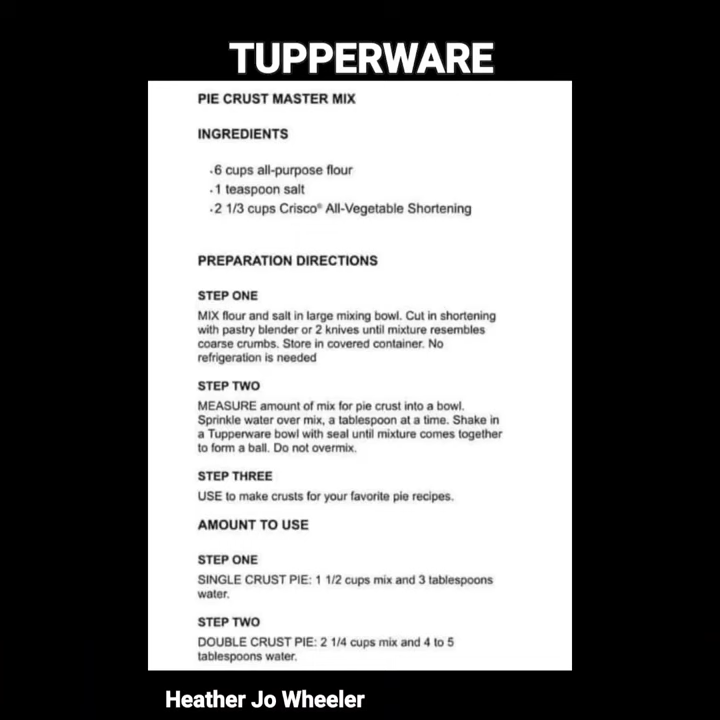 TUPPERWARE
PIE CRUST MASTER MIX
INGREDIENTS
·6 cups all-purpose flour
·1 teaspoon salt
·2 1/3 cups Crisco® All-Vegetable Shortening
PREPARATION DIRECTIONS
STEP ONE
MIX flour and salt in large mixing bowl. Cut in shortening
with pastry blender or 2 knives until mixture resembles
coarse crumbs. Store in covered container. No
refrigeration is needed
STEP TWO
MEASURE amount of mix for pie crust into a bowl.
Sprinkle water over mix, a tablespoon at a time. Shake in
a Tupperware bowl with seal until mixture comes together
to form a ball. Do not overmix.
STEP THREE
USE to make crusts for your favorite pie recipes.
AMOUNT TO USE
STEP ONE
SINGLE CRUST PIE: 1 1/2 cups mix and 3 tablespoons
water.
STEP TWO
DOUBLE CRUST PIE: 2 1/4 cups mix and 4 to 5
tablespoons water.
Heather Jo Wheeler